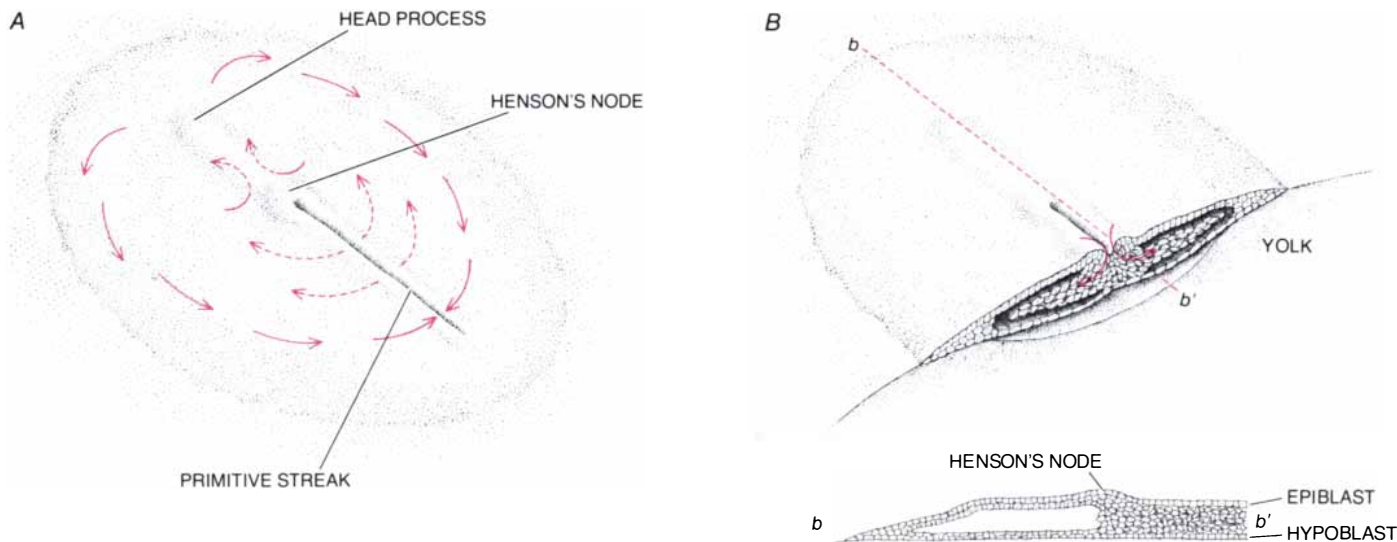 A
HEAD PROCESS
HENSON'S NODE
PRIMITIVE STREAK
B
b
YOLK
b'
HENSON'S NODE
EPIBLAST
b
b'
HYPOBLAST